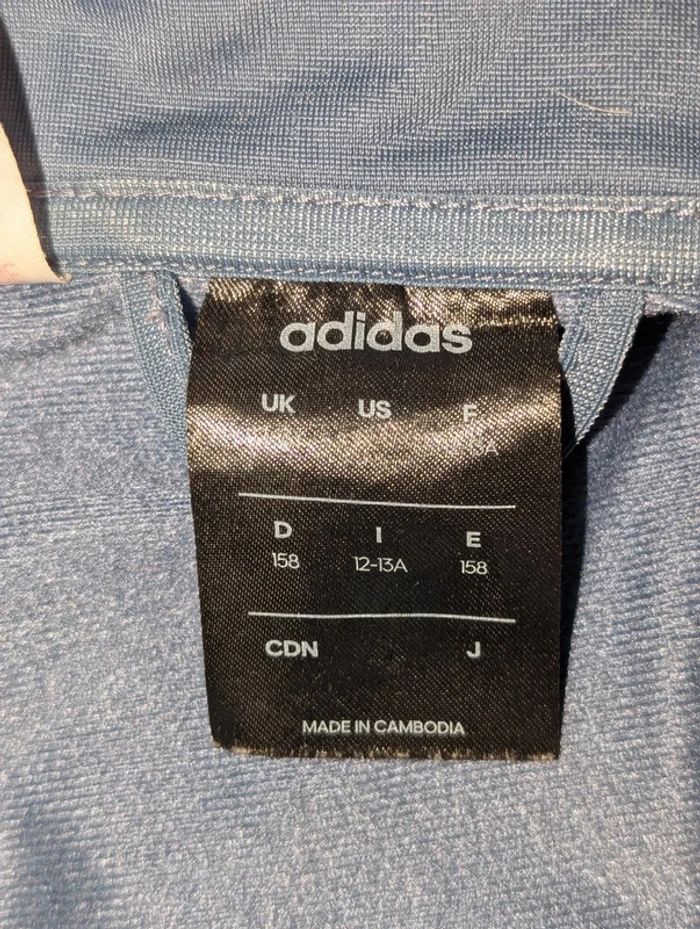 adidas
UK US F
D I E
158 12-13A 158
CDN J
MADE IN CAMBODIA